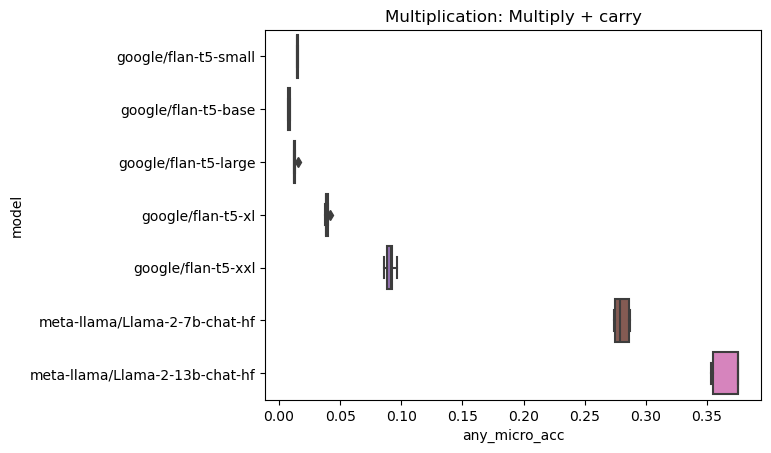 Multiplication: Multiply + carry
google/flan-t5-small
google/flan-t5-base
google/flan-t5-large
google/flan-t5-xl
google/flan-t5-xxl
meta-llama/Llama-2-7b-chat-hf
meta-llama/Llama-2-13b-chat-hf
model
0.00 0.05 0.10 0.15 0.20 0.25 0.30 0.35
any_micro_acc